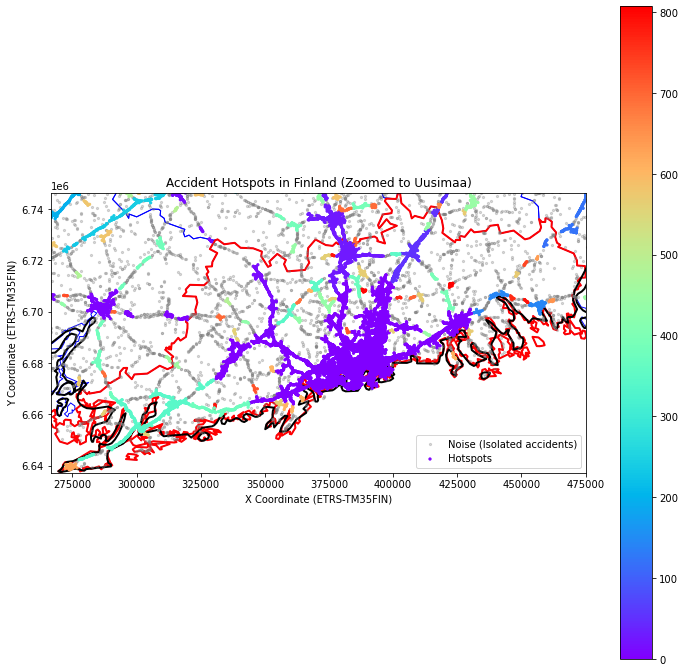 Accident Hotspots in Finland (Zoomed to Uusimaa)
1e6
6.74
6.72
6.70
6.68
6.66
6.64
Y Coordinate (ETRS-TM35FIN)
275000 300000 325000 350000 375000 400000 425000 450000 475000
X Coordinate (ETRS-TM35FIN)
Noise (Isolated accidents)
Hotspots
800
700
600
500
400
300
200
100
0